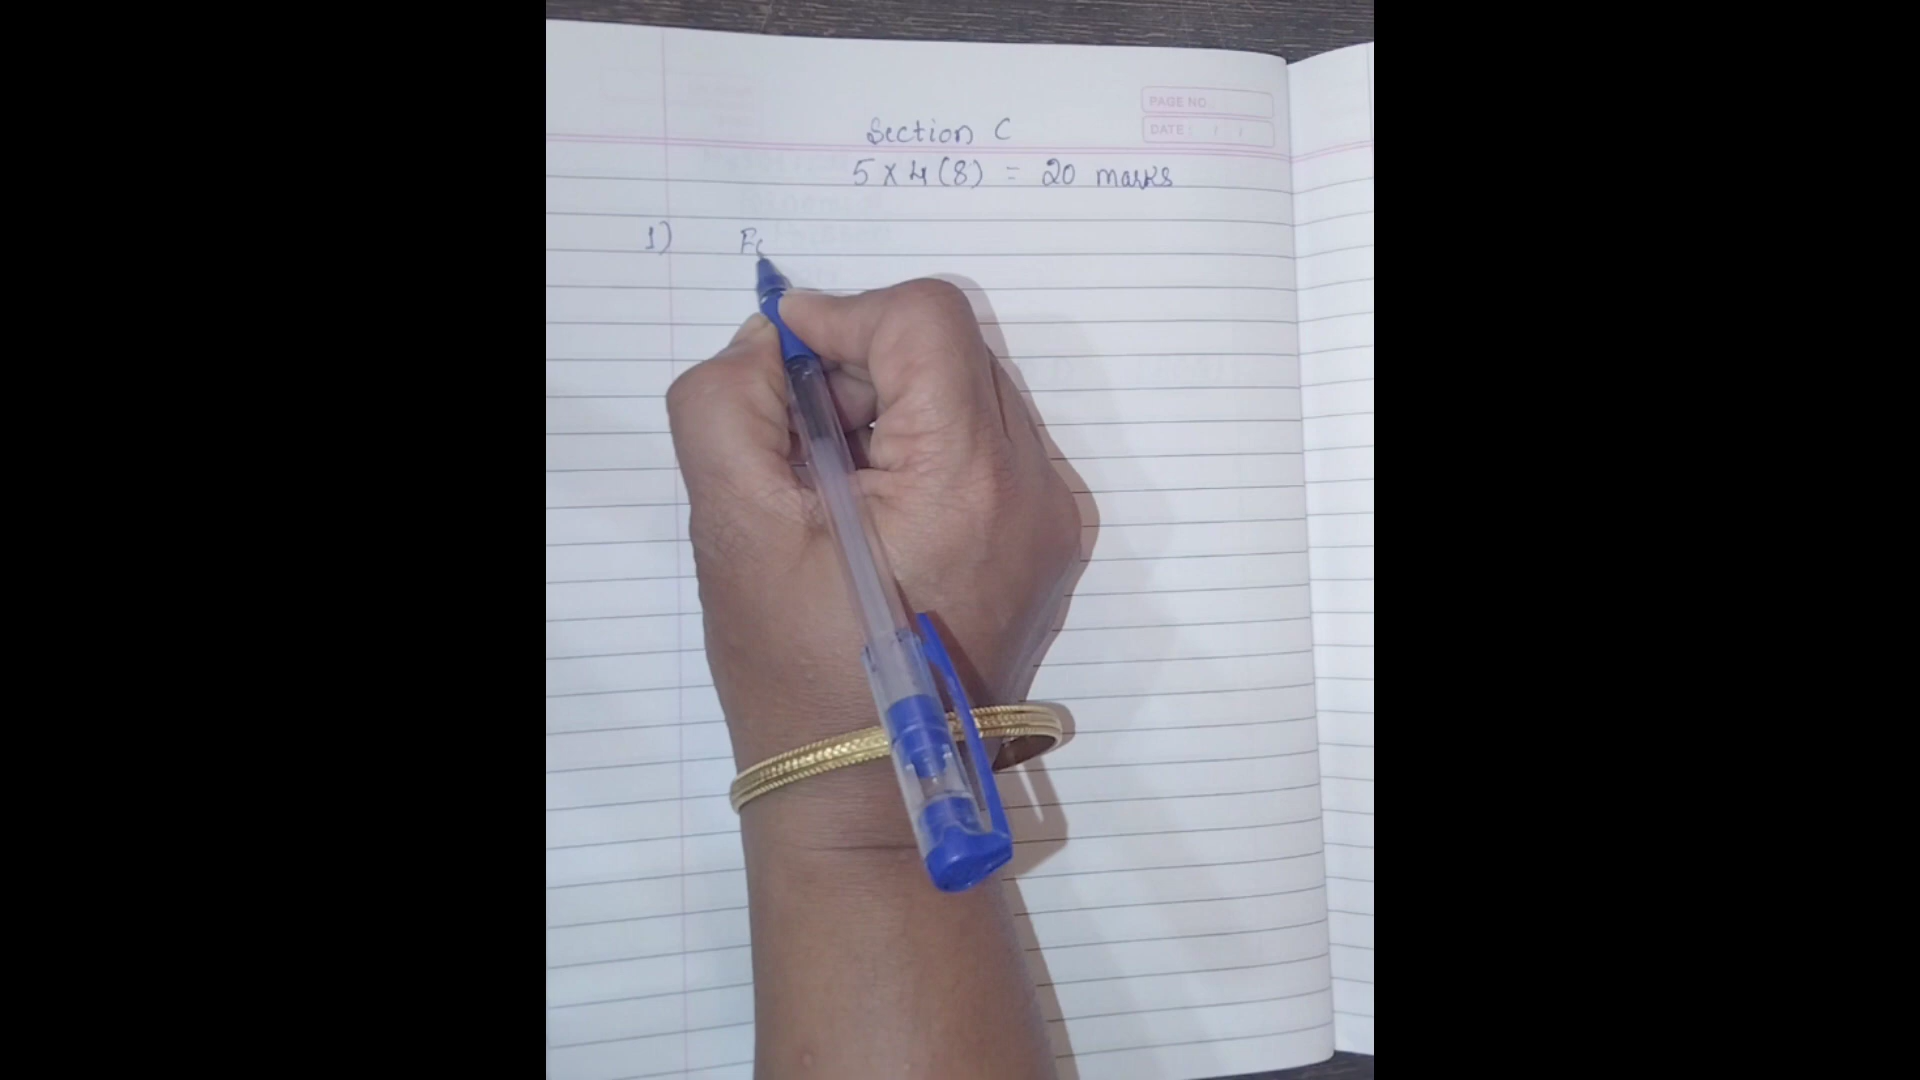 PAGE NO
DATE : / /
Section C
5 x 4 (8) = 20 marks
1)